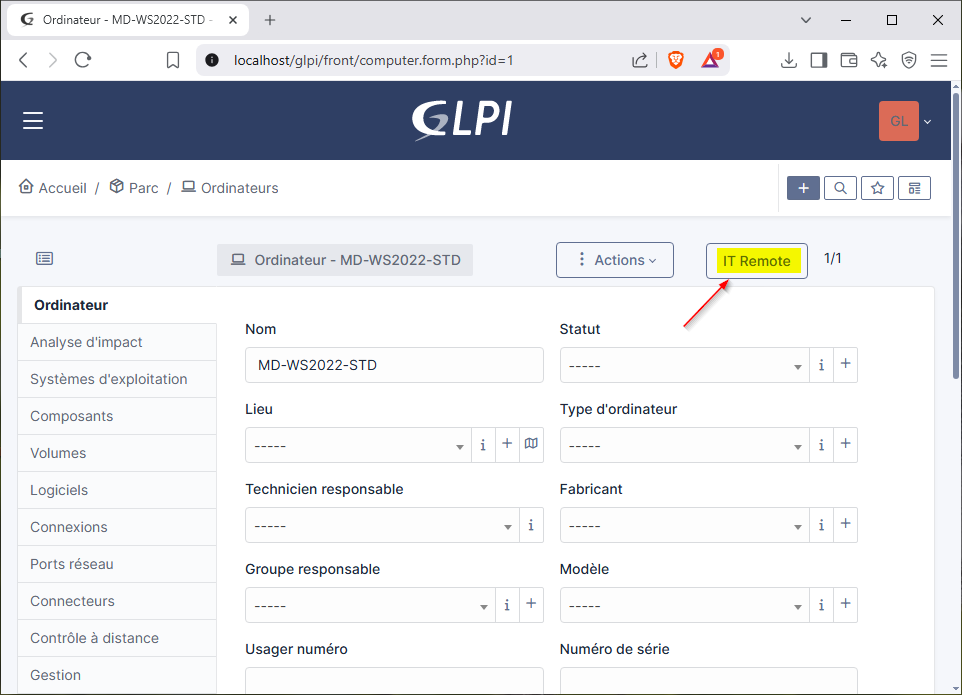 Ordinateur - MD-WS2022-STD -
localhost/glpi/front/computer.form.php?id=1
1
GLPI
GL
Accueil / Parc / Ordinateurs
Ordinateur - MD-WS2022-STD
Actions
IT Remote
1/1
Ordinateur
Analyse d'impact
Systèmes d'exploitation
Composants
Volumes
Logiciels
Connexions
Ports réseau
Connecteurs
Contrôle à distance
Gestion
Nom
MD-WS2022-STD
Statut
-----
Lieu
-----
Type d'ordinateur
-----
Technicien responsable
-----
Fabricant
-----
Groupe responsable
-----
Modèle
-----
Usager numéro
Numéro de série